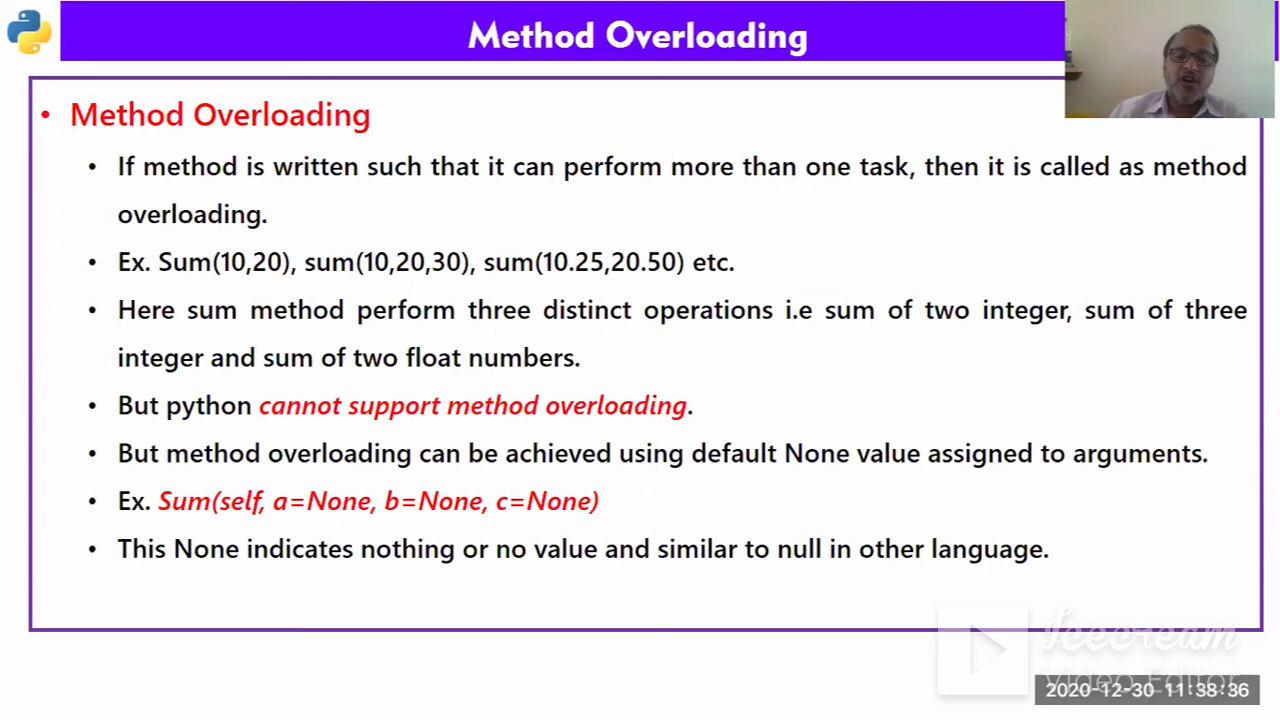 Method Overloading
• Method Overloading
• If method is written such that it can perform more than one task, then it is called as method
overloading.
• Ex. Sum(10,20), sum(10,20,30), sum(10.25,20.50) etc.
• Here sum method perform three distinct operations i.e sum of two integer, sum of three
integer and sum of two float numbers.
• But python cannot support method overloading.
• But method overloading can be achieved using default None value assigned to arguments.
• Ex. Sum(self, a=None, b=None, c=None)
• This None indicates nothing or no value and similar to null in other language.
Icecream
Video Editor
2020-12-30 11:38:36